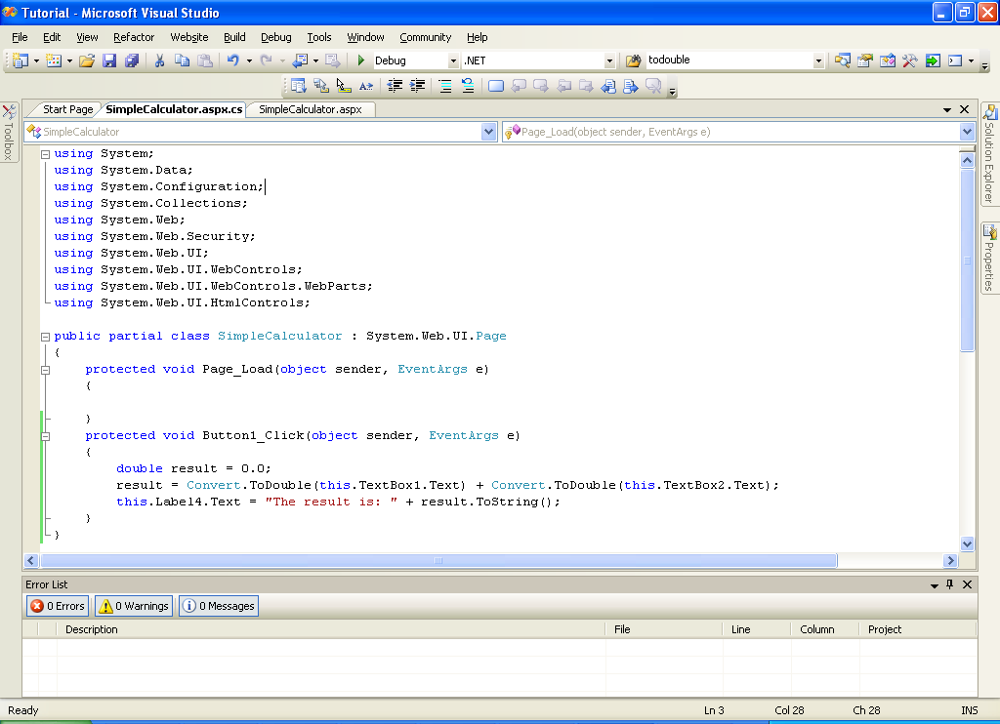 Tutorial - Microsoft Visual Studio
File Edit View Refactor Website Build Debug Tools Window Community Help
Debug .NET todouble
Toolbox
Start Page SimpleCalculator.aspx.cs SimpleCalculator.aspx
SimpleCalculator Page_Load(object sender, EventArgs e)
Solution Explorer
Properties
using System;
using System.Data;
using System.Configuration;
using System.Collections;
using System.Web;
using System.Web.Security;
using System.Web.UI;
using System.Web.UI.WebControls;
using System.Web.UI.WebControls.WebParts;
using System.Web.UI.HtmlControls;
public partial class SimpleCalculator : System.Web.UI.Page
{
protected void Page_Load(object sender, EventArgs e)
{
}
protected void Button1_Click(object sender, EventArgs e)
{
double result = 0.0;
result = Convert.ToDouble(this.TextBox1.Text) + Convert.ToDouble(this.TextBox2.Text);
this.Label4.Text = "The result is: " + result.ToString();
}
}
Error List
0 Errors 0 Warnings 0 Messages
Description File Line Column Project
Ready Ln 3 Col 28 Ch 28 INS